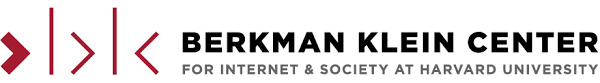 BERKMAN KLEIN CENTER
FOR INTERNET & SOCIETY AT HARVARD UNIVERSITY